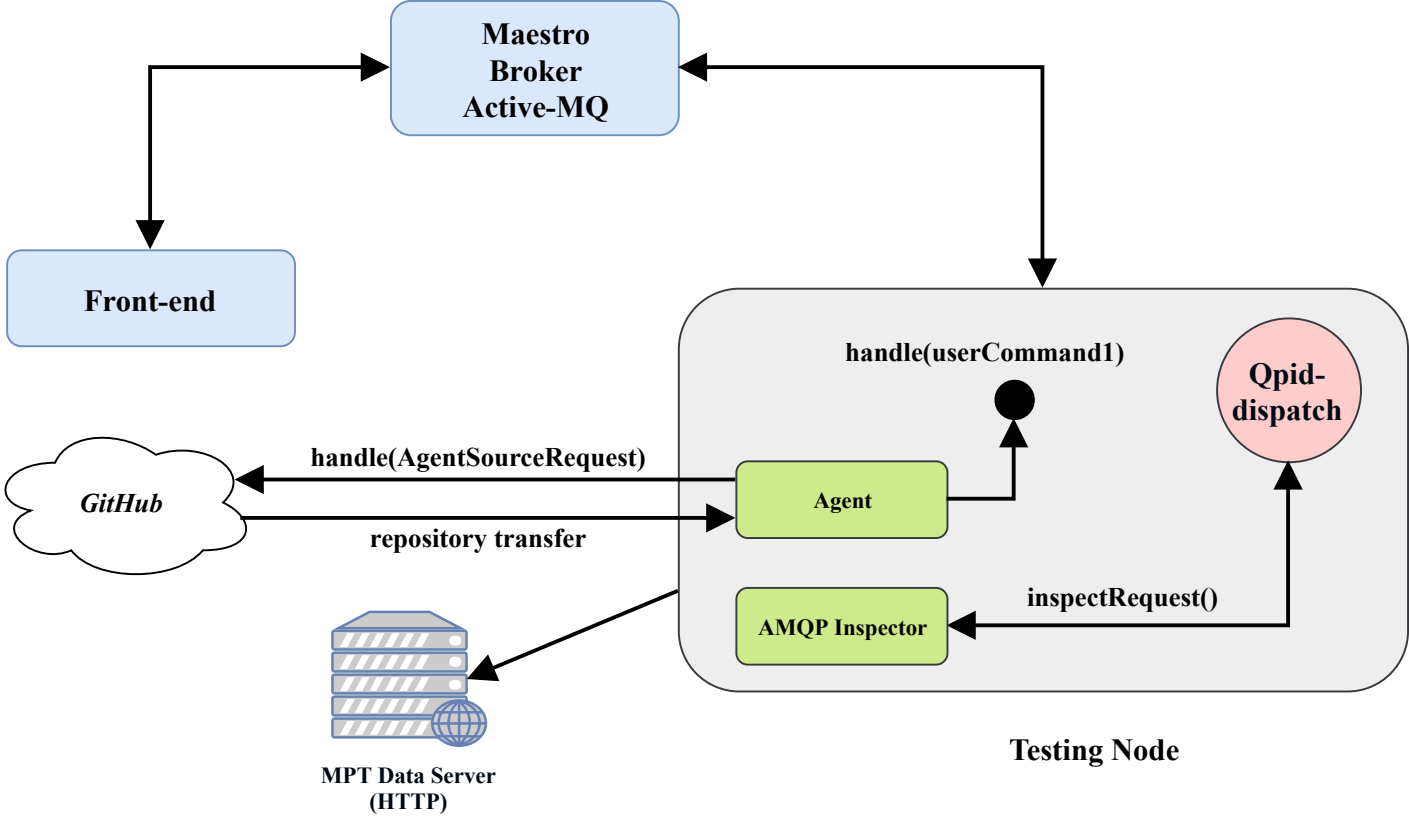 Maestro
Broker
Active-MQ
Front-end
handle(userCommand1)
Qpid-
dispatch
handle(AgentSourceRequest)
GitHub
Agent
repository transfer
inspectRequest()
AMQP Inspector
Testing Node
MPT Data Server
(HTTP)